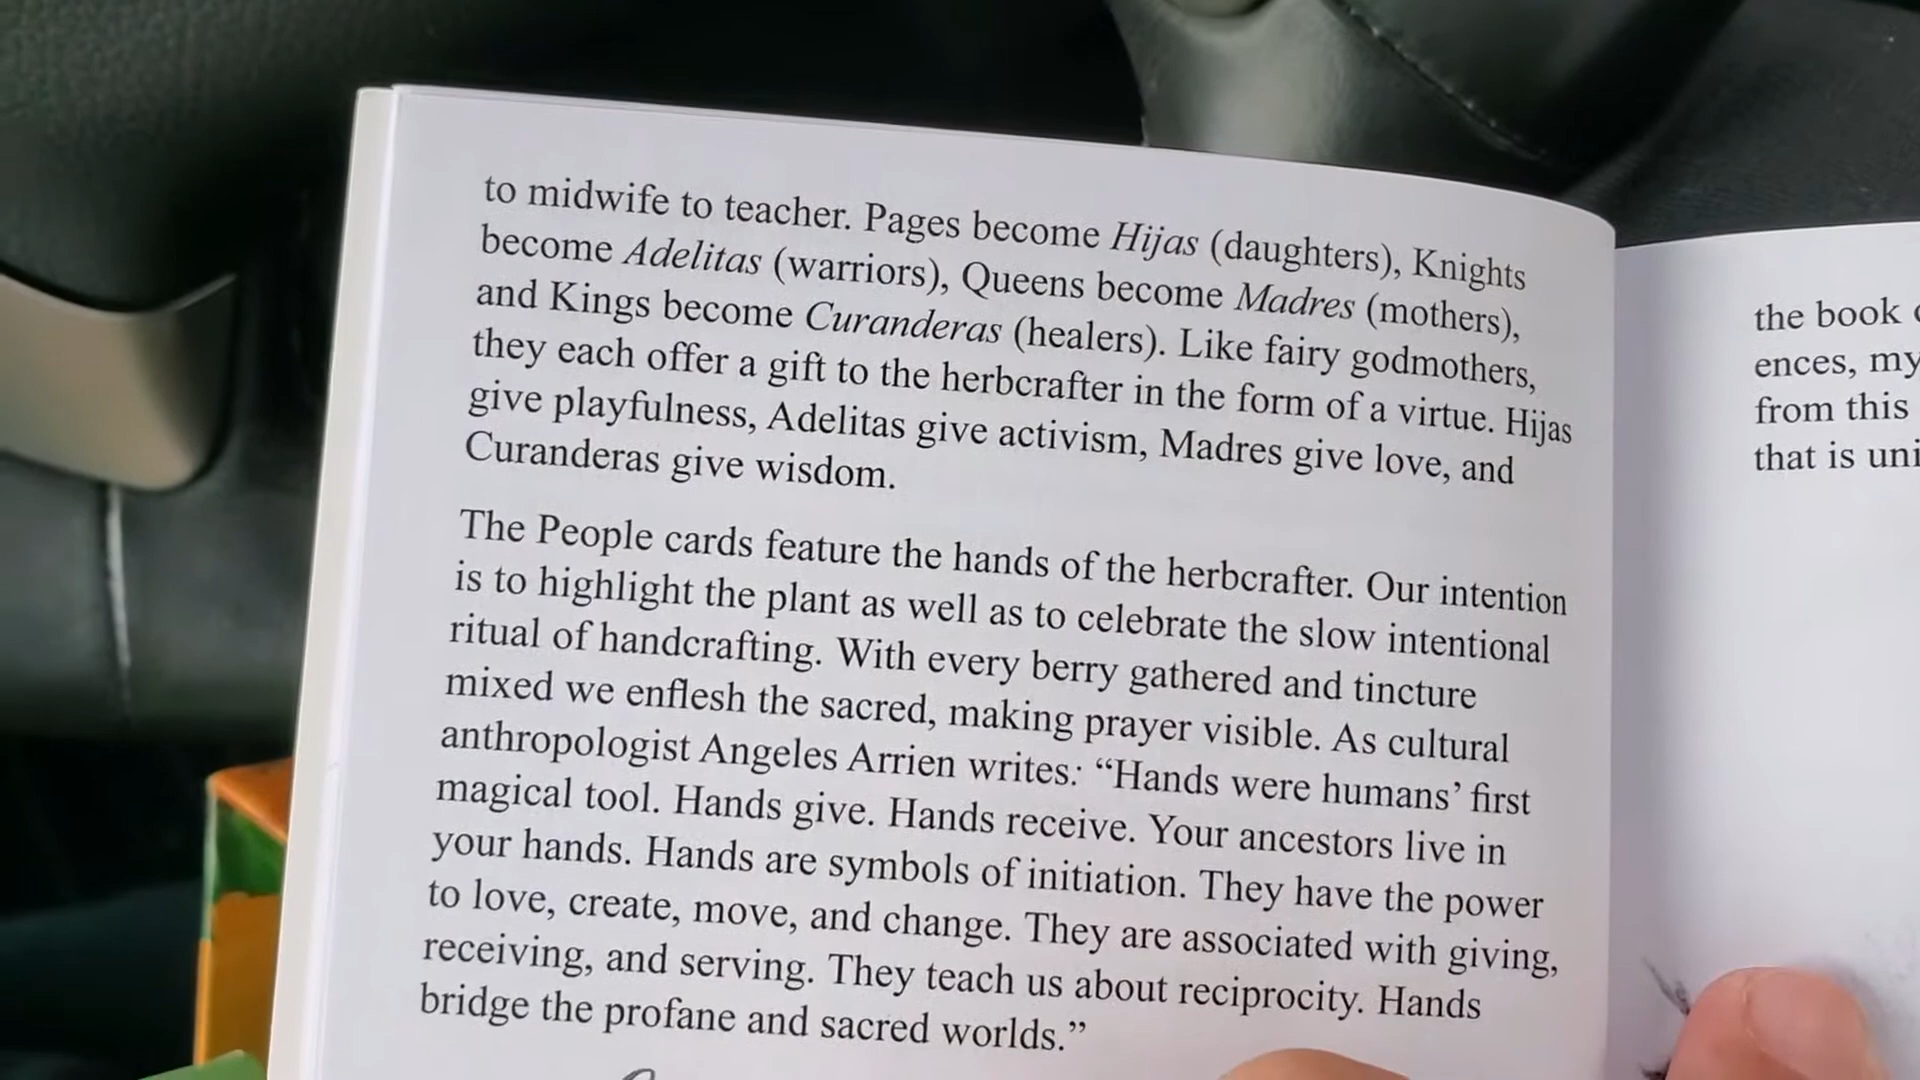 to midwife to teacher. Pages become Hijas (daughters), Knights
become Adelitas (warriors), Queens become Madres (mothers),
and Kings become Curanderas (healers). Like fairy godmothers,
they each offer a gift to the herbcrafter in the form of a virtue. Hijas
give playfulness, Adelitas give activism, Madres give love, and
Curanderas give wisdom.
The People cards feature the hands of the herbcrafter. Our intention
is to highlight the plant as well as to celebrate the slow intentional
ritual of handcrafting. With every berry gathered and tincture
mixed we enflesh the sacred, making prayer visible. As cultural
anthropologist Angeles Arrien writes: “Hands were humans’ first
magical tool. Hands give. Hands receive. Your ancestors live in
your hands. Hands are symbols of initiation. They have the power
to love, create, move, and change. They are associated with giving,
receiving, and serving. They teach us about reciprocity. Hands
bridge the profane and sacred worlds.”
the book
ences, my
from this
that is